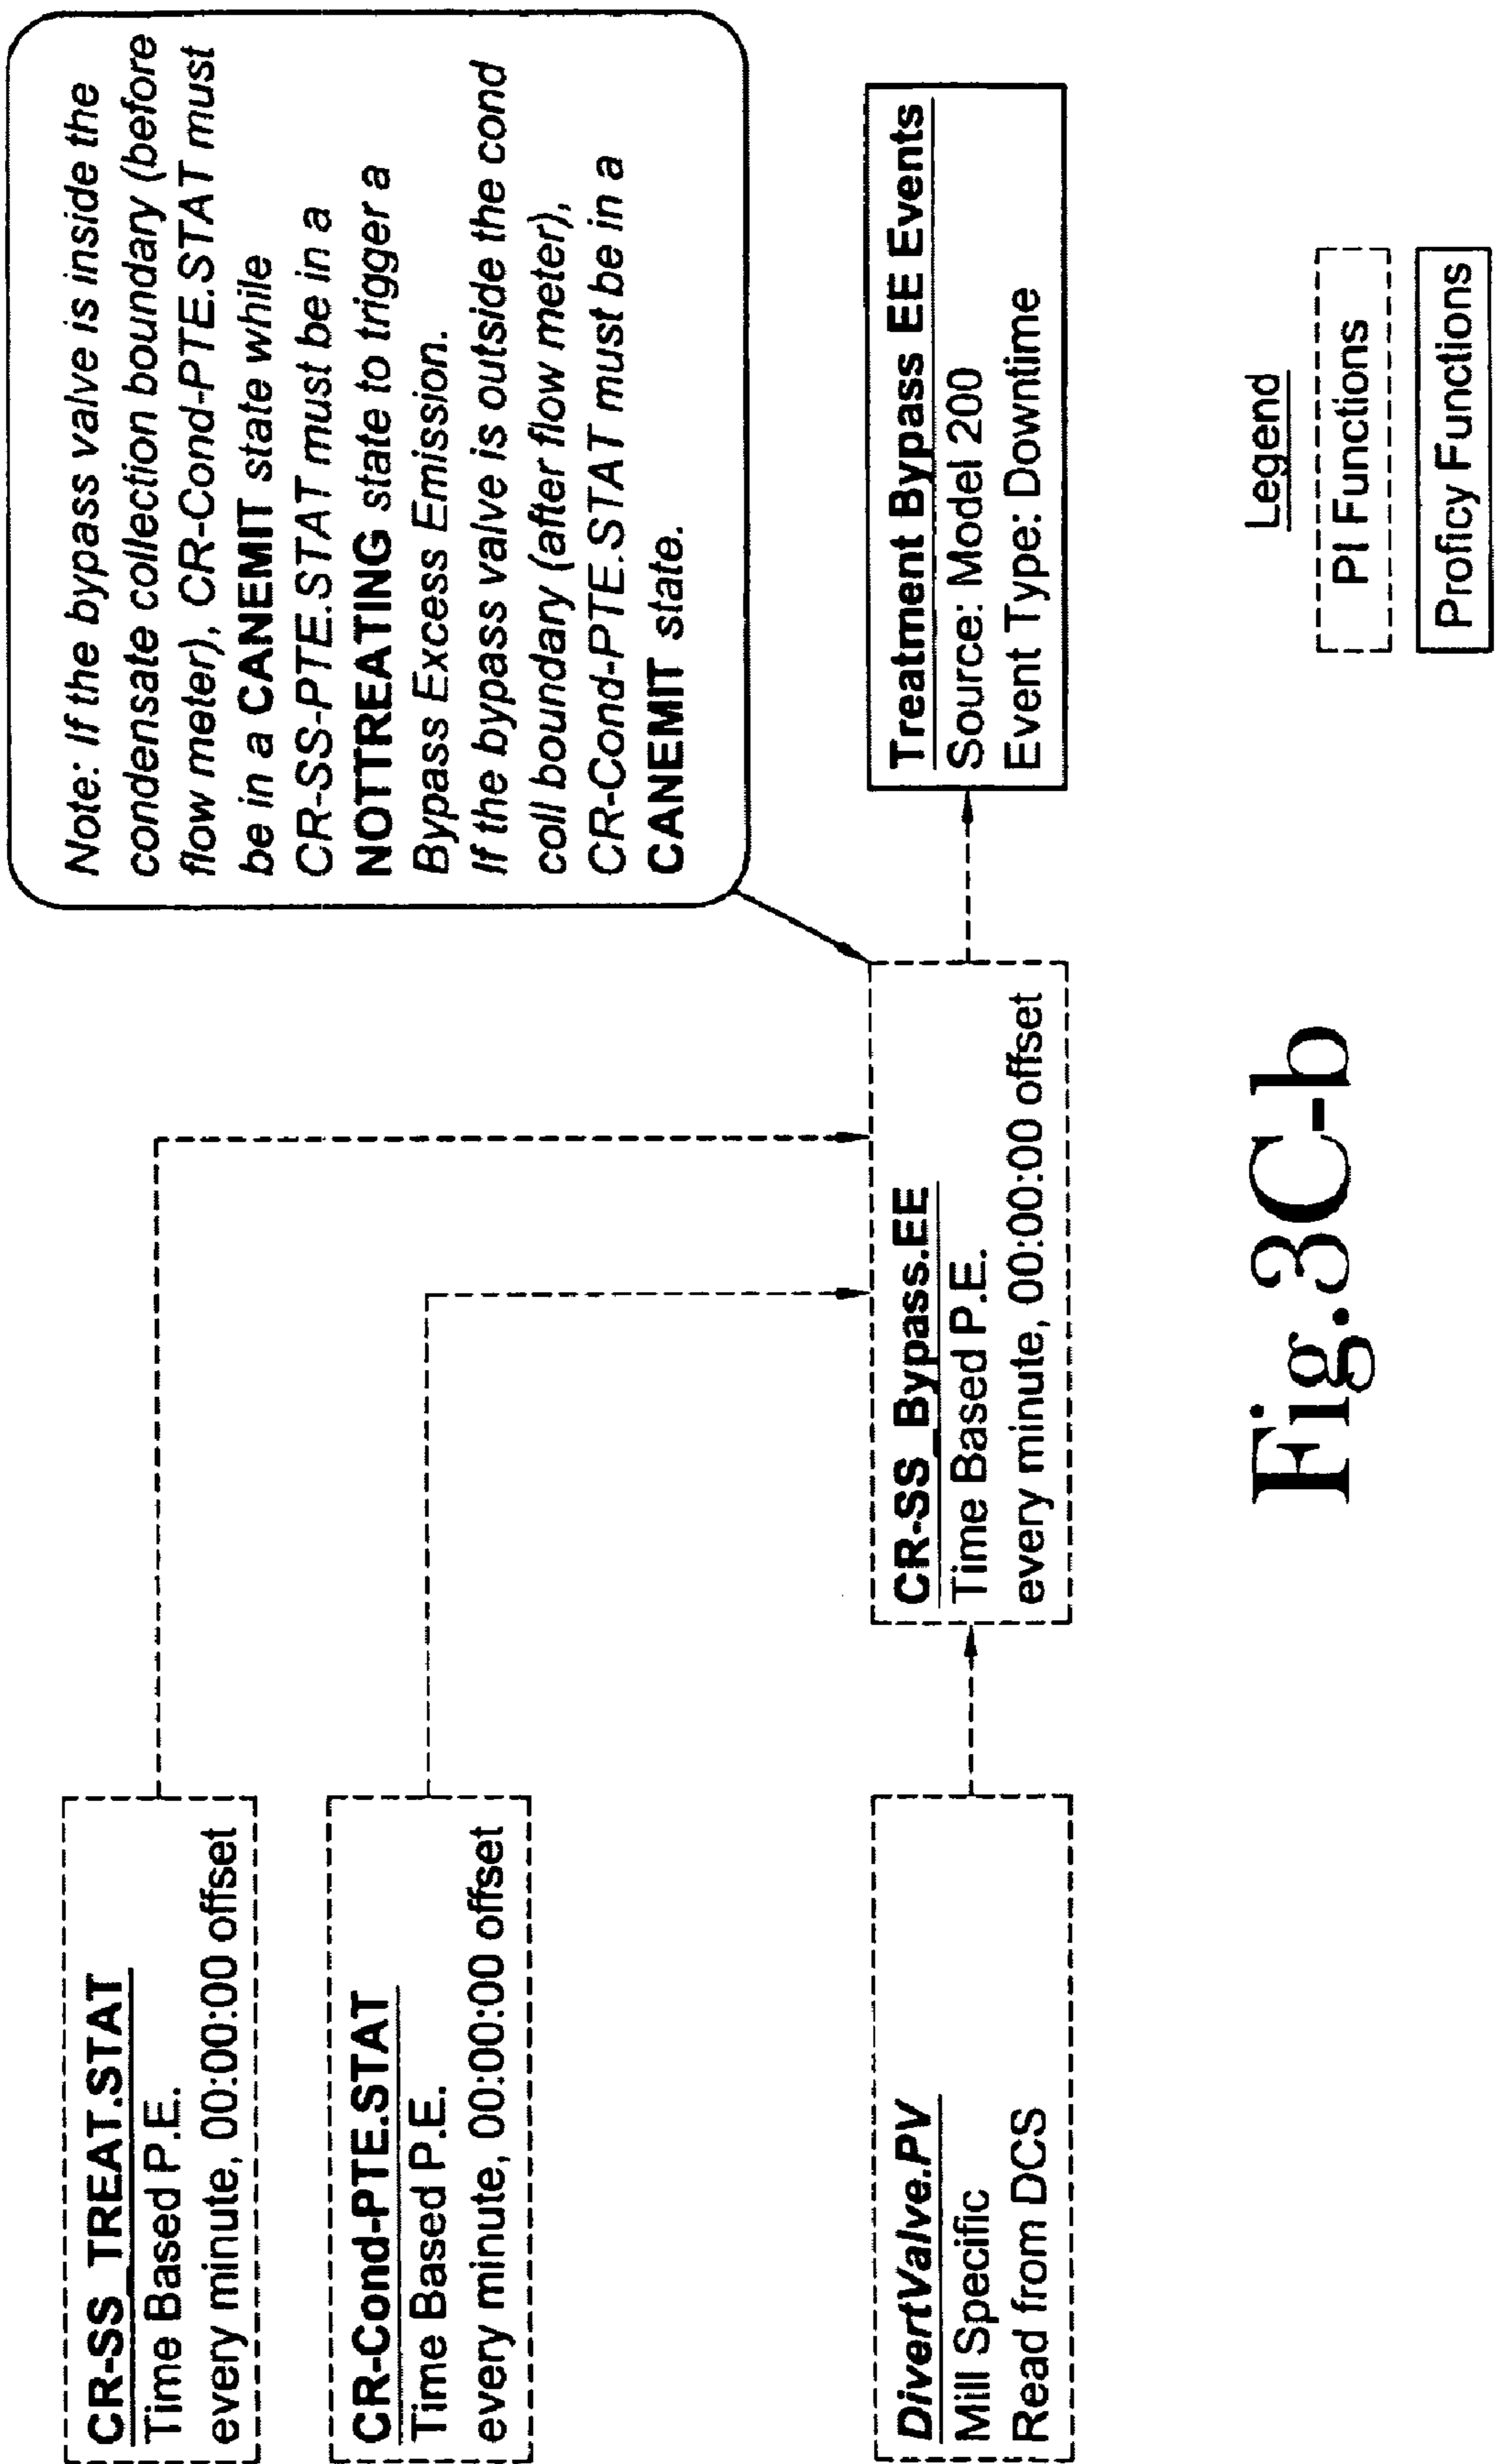 CR-SS_TREAT.STAT
Time Based P.E.
every minute, 00:00:00 offset
CR-Cond-PTE.STAT
Time Based P.E.
every minute, 00:00:00 offset
DivertValve.PV
Mill Specific
Read from DCS
CR-SS_Bypass.EE
Time Based P.E.
every minute, 00:00:00 offset
Note: If the bypass valve is inside the
condensate collection boundary (before
flow meter), CR-Cond-PTE.STAT must
be in a CANEMIT state while
CR-SS-PTE.STAT must be in a
NOTTREATING state to trigger a
Bypass Excess Emission.
If the bypass valve is outside the cond
coll boundary (after flow meter),
CR-Cond-PTE.STAT must be in a
CANEMIT state.
Treatment Bypass EE Events
Source: Model 200
Event Type: Downtime
Legend
PI Functions
Proficy Functions
Fig.3C-b